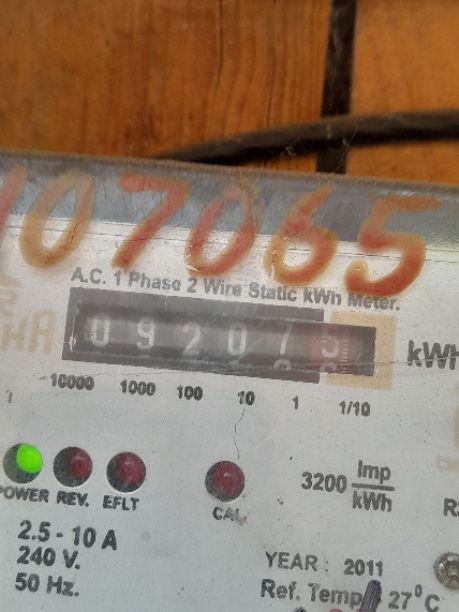 107065
A.C. 1 Phase 2 Wire Static kWh Meter.
092075
kWh
10000 1000 100 10 1 1/10
POWER REV. EFLT
CAL
3200 Imp/kWh
2.5 - 10 A
240 V.
50 Hz.
YEAR : 2011
Ref. Temp 27°C